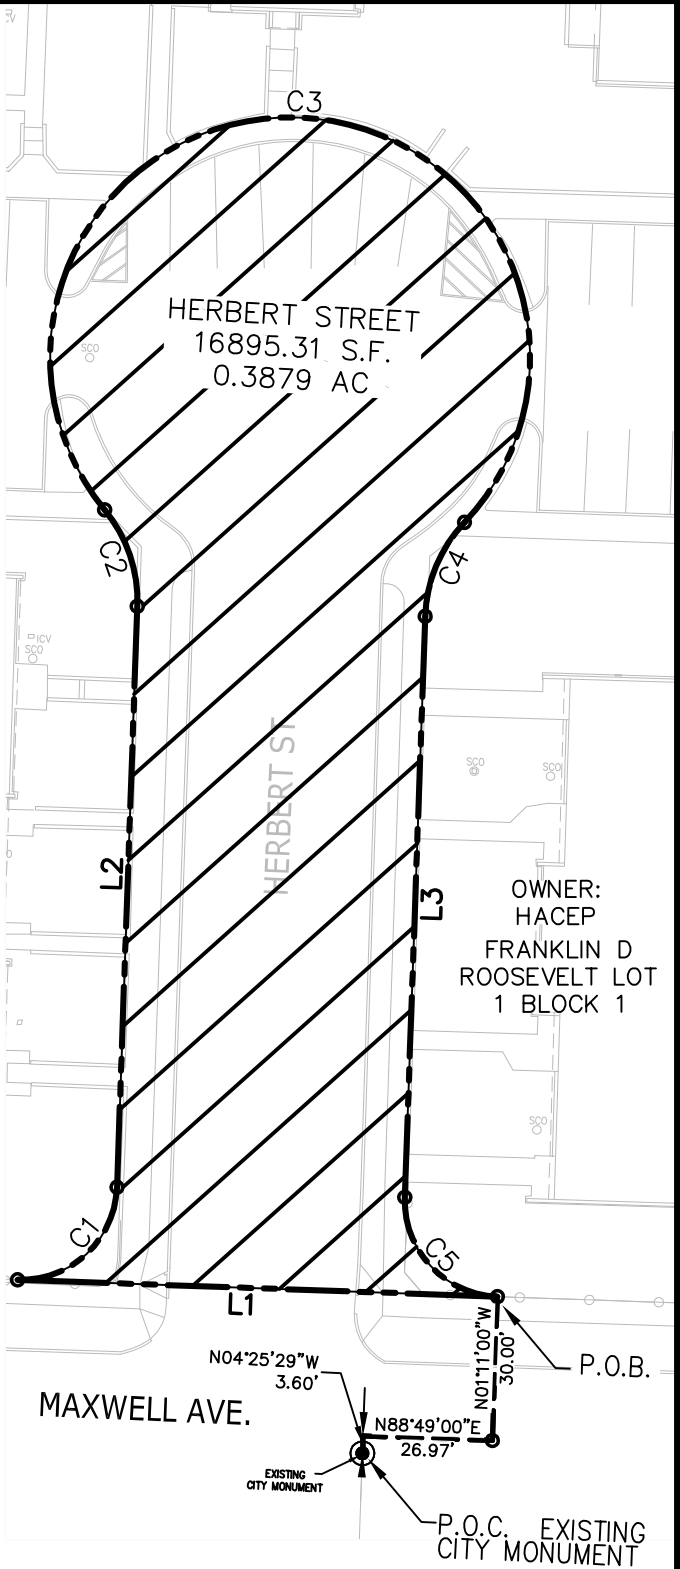 C3
HERBERT STREET
16895.31 S.F.
0.3879 AC
SCO
C2
C4
ICV
SCO
SCO
SCO
HERBERT ST
L2
L3
OWNER:
HACEP
FRANKLIN D
ROOSEVELT LOT
1 BLOCK 1
SCO
C1
C5
L1
N01°11'00"W
30.00'
P.O.B.
N04°25'29"W
3.60'
MAXWELL AVE.
N88°49'00"E
26.97'
EXISTING
CITY MONUMENT
P.O.C. EXISTING
CITY MONUMENT